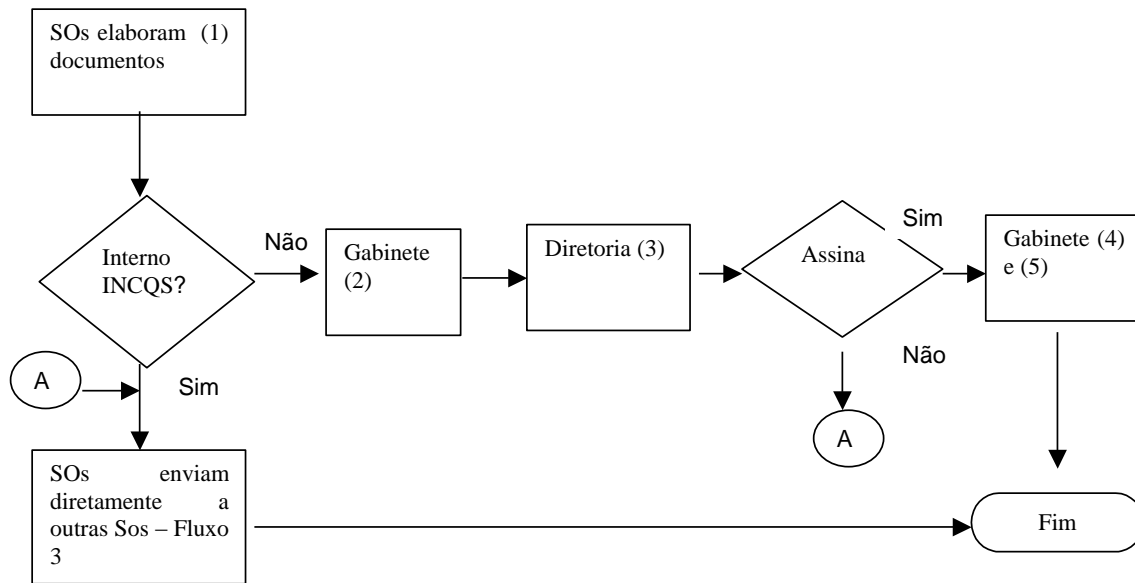 SOs elaboram (1)
documentos
Interno
INCQS?
Não
Gabinete
(2)
Diretoria (3)
Assina
Sim
Gabinete (4)
e (5)
Não
A
Sim
A
SOs enviam
diretamente a
outras Sos – Fluxo
3
Fim